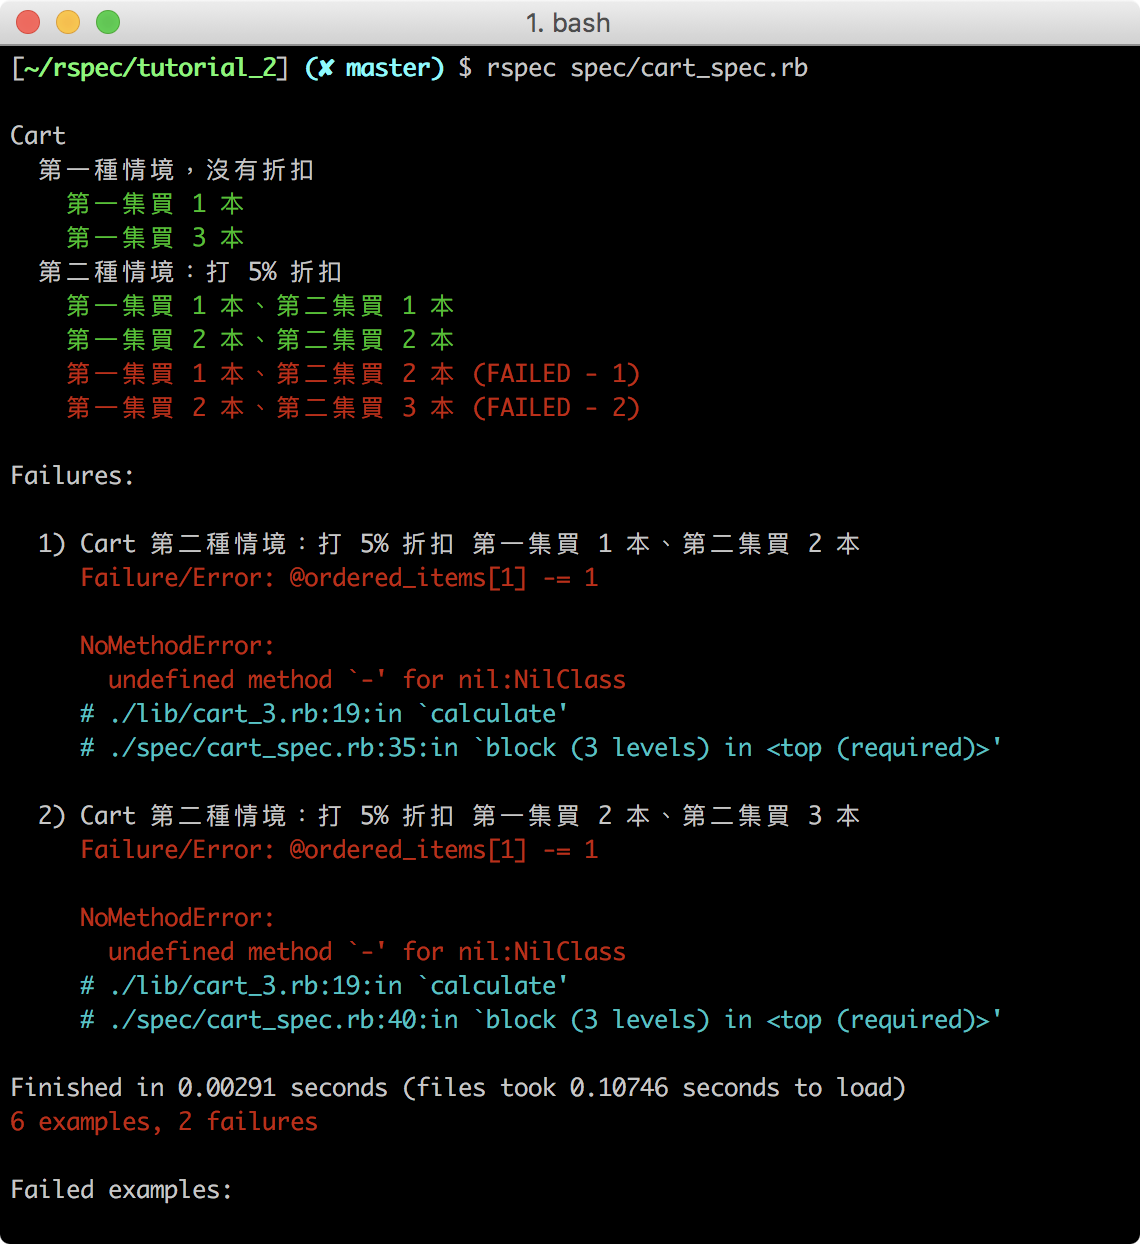 1. bash
[~/rspec/tutorial_2] (✘ master) $ rspec spec/cart_spec.rb
Cart
第一種情境，沒有折扣
第一集買 1 本
第一集買 3 本
第二種情境：打 5% 折扣
第一集買 1 本、第二集買 1 本
第一集買 2 本、第二集買 2 本
第一集買 1 本、第二集買 2 本 (FAILED - 1)
第一集買 2 本、第二集買 3 本 (FAILED - 2)
Failures:
1) Cart 第二種情境：打 5% 折扣 第一集買 1 本、第二集買 2 本
Failure/Error: @ordered_items[1] -= 1
NoMethodError:
undefined method `-' for nil:NilClass
# ./lib/cart_3.rb:19:in `calculate'
# ./spec/cart_spec.rb:35:in `block (3 levels) in <top (required)>'
2) Cart 第二種情境：打 5% 折扣 第一集買 2 本、第二集買 3 本
Failure/Error: @ordered_items[1] -= 1
NoMethodError:
undefined method `-' for nil:NilClass
# ./lib/cart_3.rb:19:in `calculate'
# ./spec/cart_spec.rb:40:in `block (3 levels) in <top (required)>'
Finished in 0.00291 seconds (files took 0.10746 seconds to load)
6 examples, 2 failures
Failed examples: